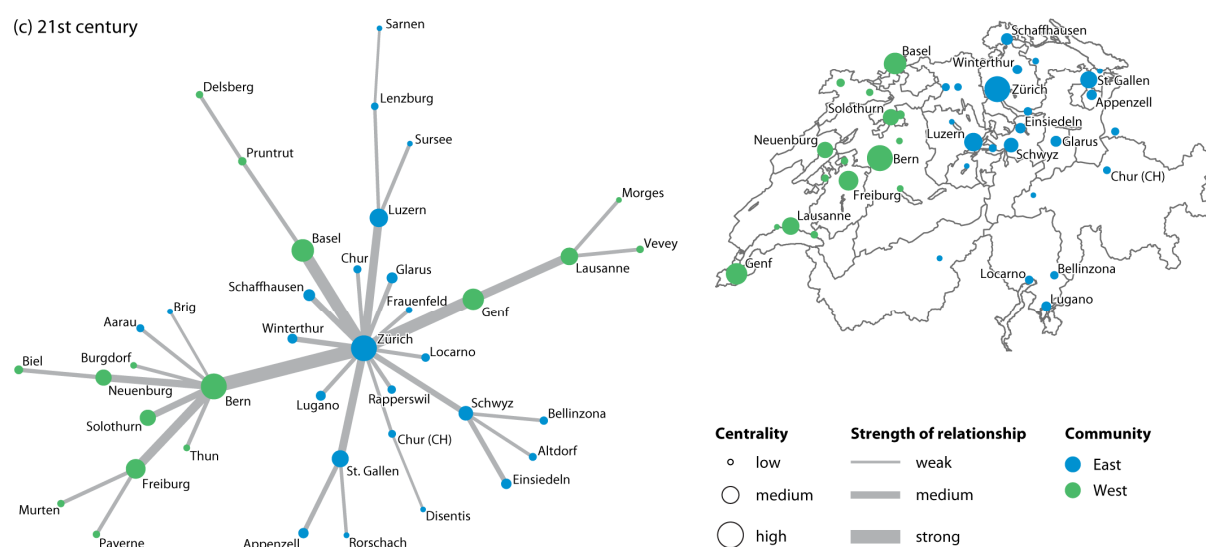 (c) 21st century
Sarnen
Delsberg
Lenzburg
Pruntrut
Sursee
Luzern
Morges
Basel
Vevey
Chur
Glarus
Lausanne
Schaffhausen
Frauenfeld
Genf
Brig
Aarau
Winterthur
Zürich
Locarno
Biel
Burgdorf
Neuenburg
Bern
Lugano
Rapperswil
Schwyz
Bellinzona
Solothurn
Chur (CH)
Thun
Altdorf
St. Gallen
Freiburg
Einsiedeln
Murten
Disentis
Payerne
Appenzell
Rorschach
Schaffhausen
Basel
Winterthur
St. Gallen
Zürich
Appenzell
Solothurn
Einsiedeln
Luzern
Neuenburg
Glarus
Schwyz
Bern
Chur (CH)
Freiburg
Lausanne
Genf
Locarno
Bellinzona
Lugano
Centrality
low
medium
high
Strength of relationship
weak
medium
strong
Community
East
West